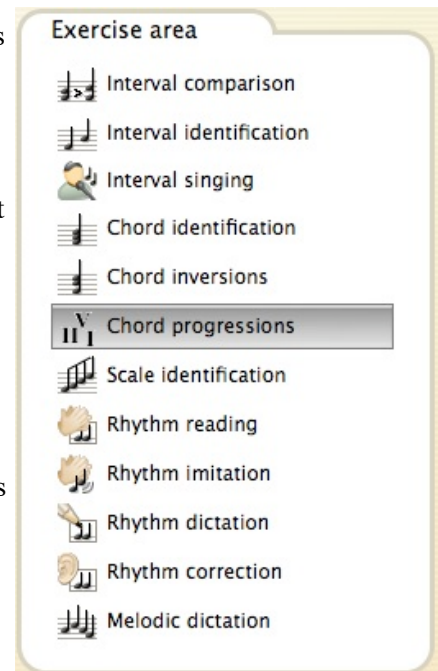 Exercise area
s
Interval comparison
Interval identification
Interval singing
t
Chord identification
Chord inversions
II V I Chord progressions
Scale identification
Rhythm reading
Rhythm imitation
s
Rhythm dictation
Rhythm correction
Melodic dictation